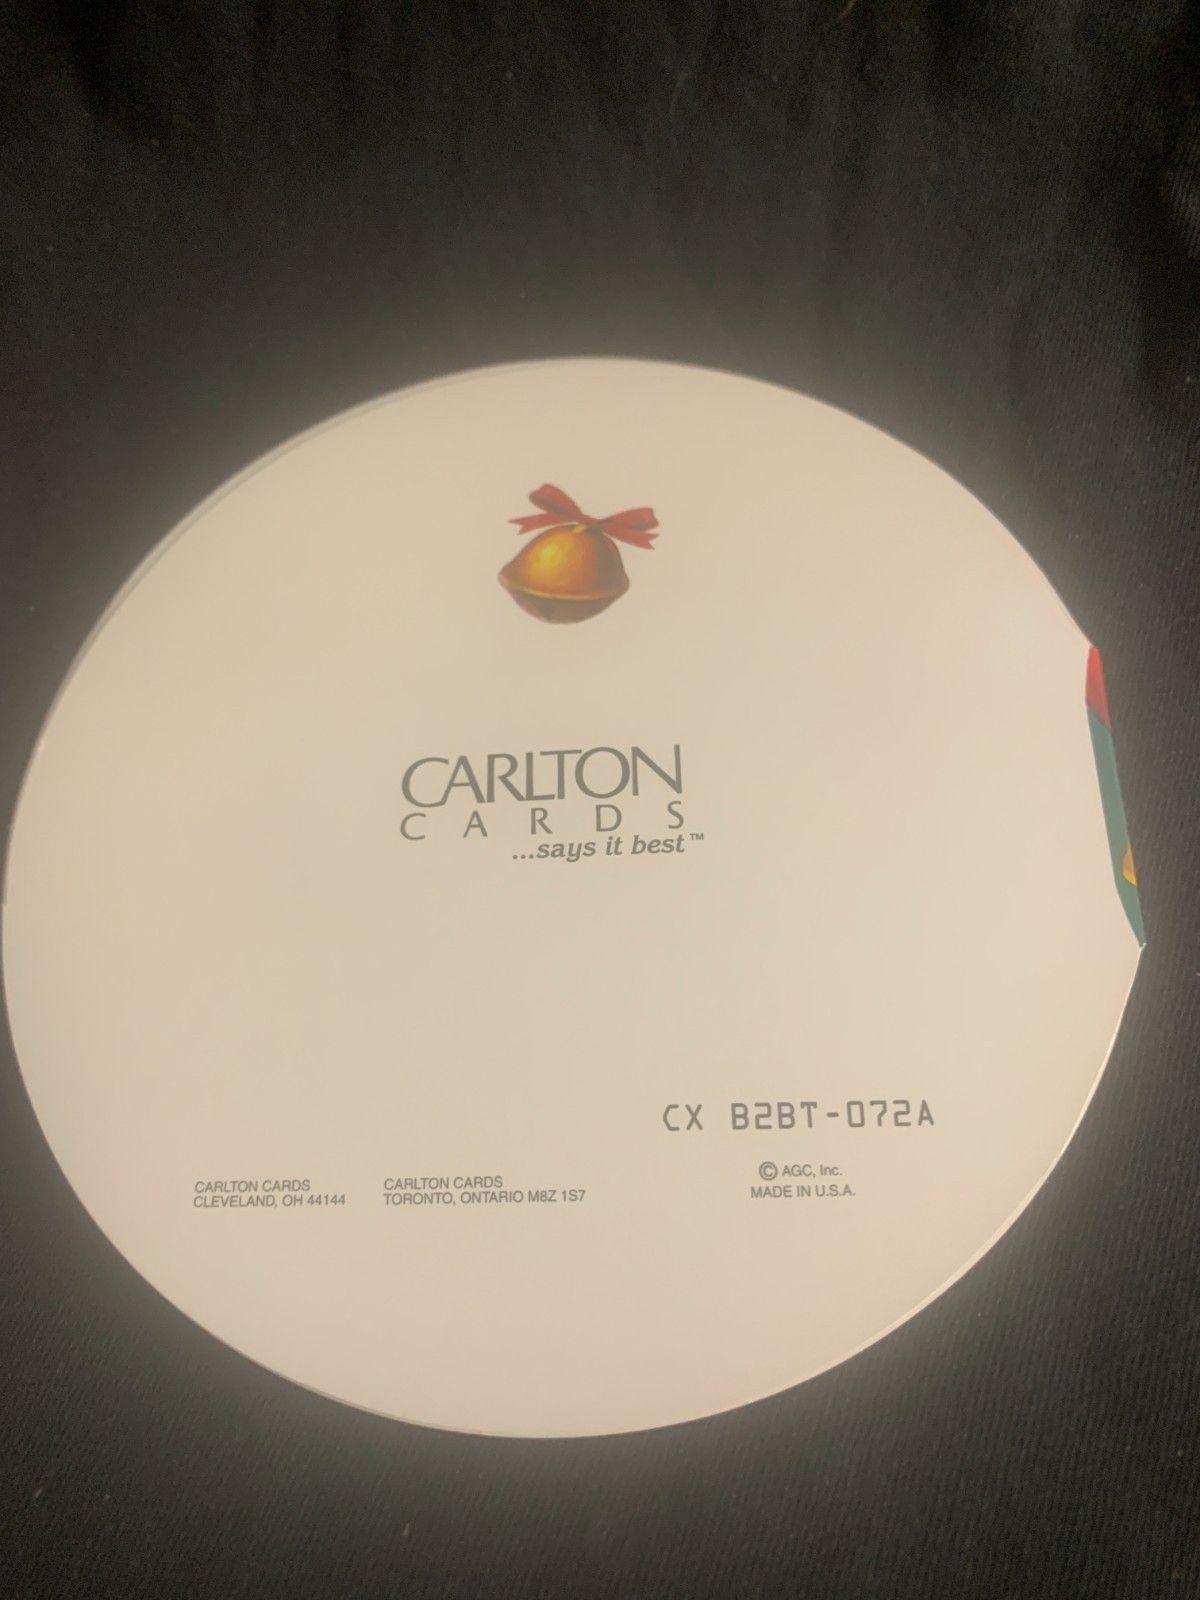 CARLTON
CARDS
...says it best™
CX B2BT-072A
CARLTON CARDS
CLEVELAND, OH 44144
CARLTON CARDS
TORONTO, ONTARIO M8Z 1S7
© AGC, Inc.
MADE IN U.S.A.